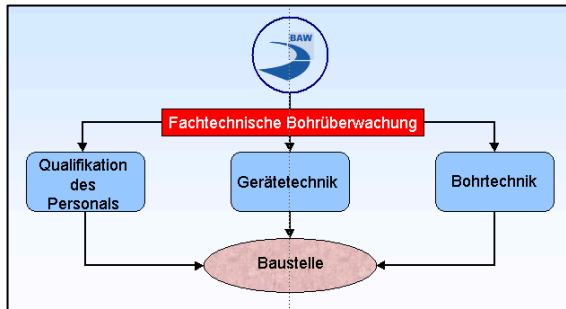 BAW
Fachtechnische Bohrüberwachung
Qualifikation
des
Personals
Gerätetechnik
Bohrtechnik
Baustelle